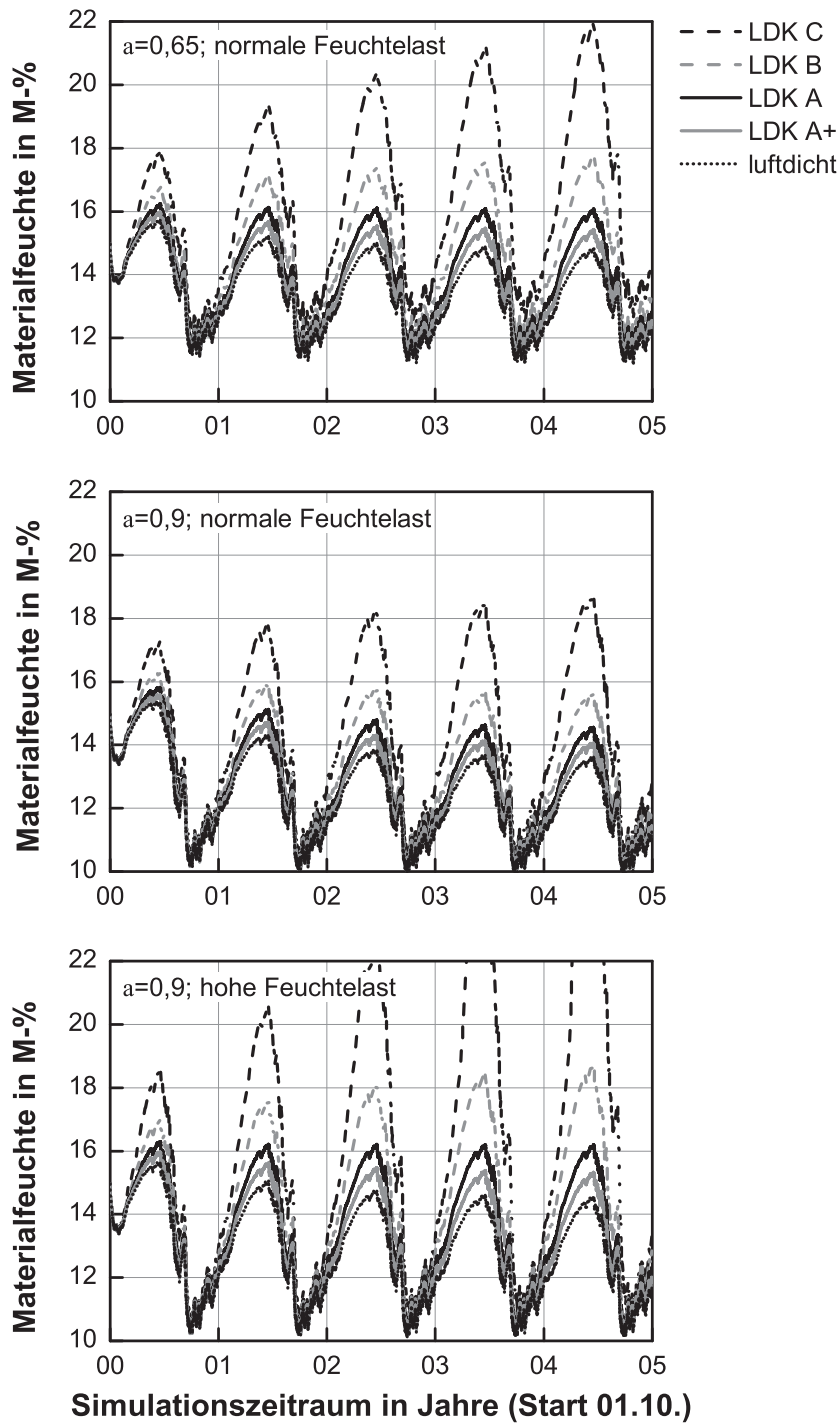 Materialfeuchte in M-%
22
20
18
16
14
12
10
a=0,65; normale Feuchtelast
00 01 02 03 04 05
LDK C
LDK B
LDK A
LDK A+
luftdicht
Materialfeuchte in M-%
22
20
18
16
14
12
10
a=0,9; normale Feuchtelast
00 01 02 03 04 05
Materialfeuchte in M-%
22
20
18
16
14
12
10
a=0,9; hohe Feuchtelast
00 01 02 03 04 05
Simulationszeitraum in Jahre (Start 01.10.)